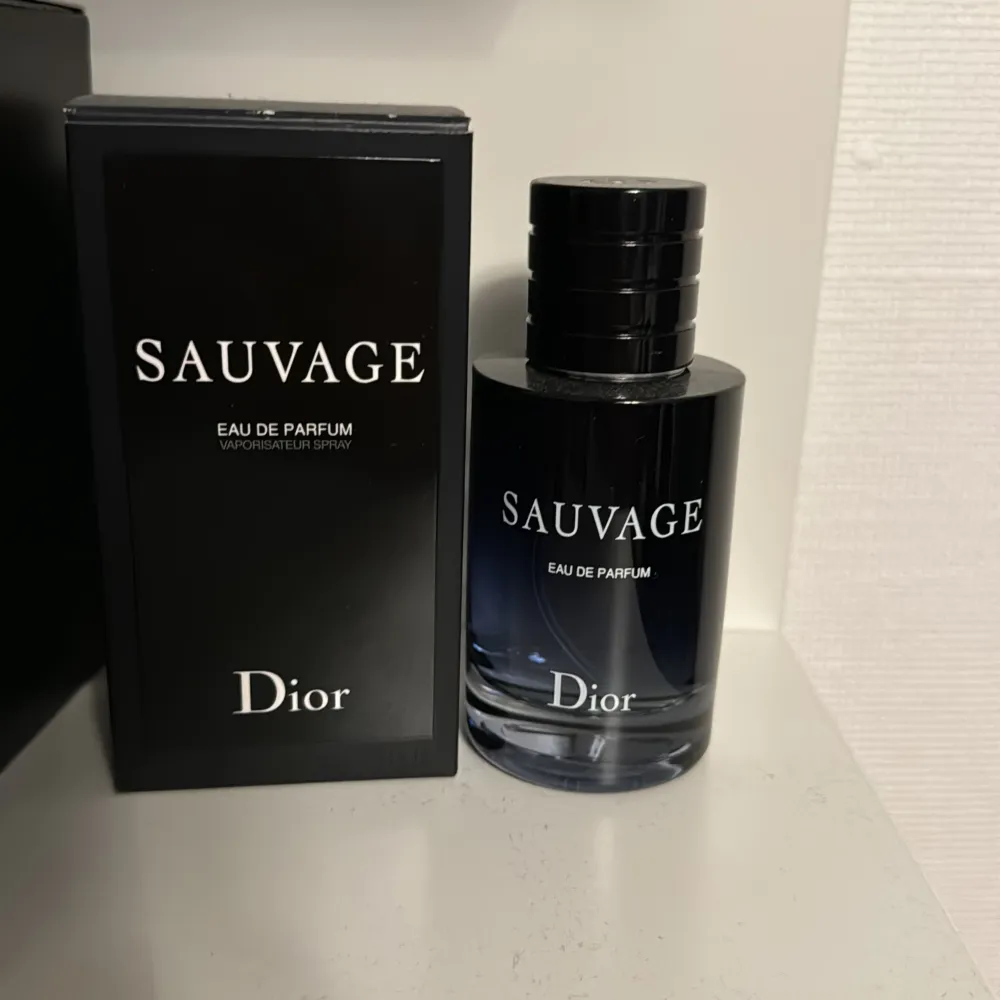 SAUVAGE
EAU DE PARFUM
VAPORISATEUR SPRAY
Dior
SAUVAGE
EAU DE PARFUM
Dior